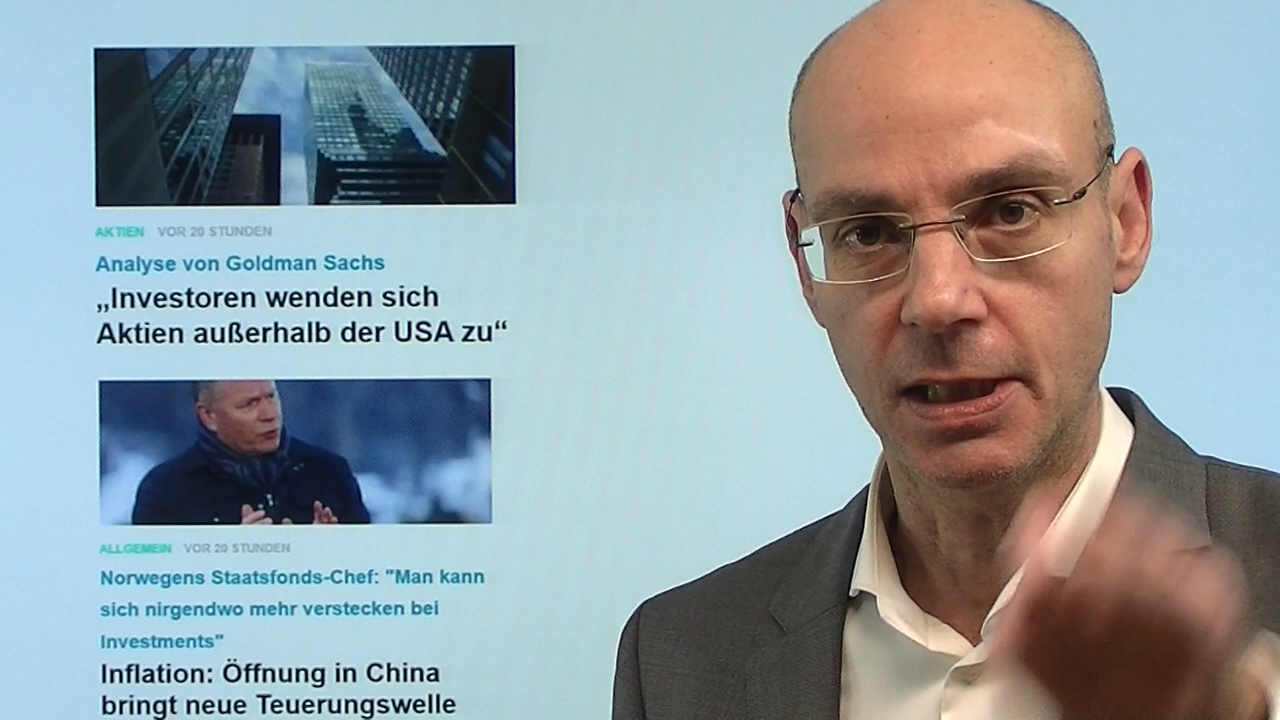 AKTIEN VOR 20 STUNDEN
Analyse von Goldman Sachs
„Investoren wenden sich
Aktien außerhalb der USA zu“
ALLGEMEIN VOR 20 STUNDEN
Norwegens Staatsfonds-Chef: "Man kann
sich nirgendwo mehr verstecken bei
Investments"
Inflation: Öffnung in China
bringt neue Teuerungswelle